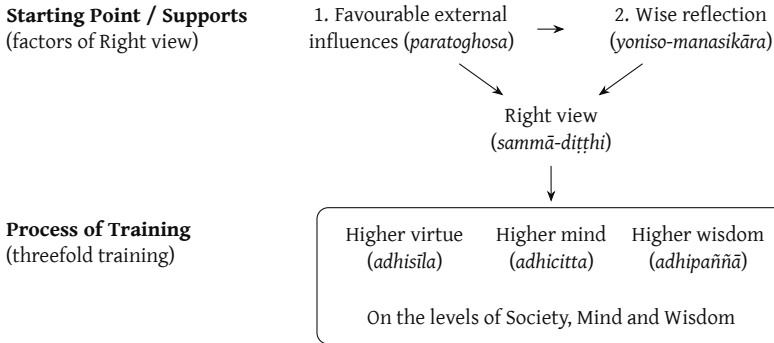 Starting Point / Supports
(factors of Right view)
1. Favourable external
influences (paratoghosa)
2. Wise reflection
(yoniso-manasikāra)
Right view
(sammā-diṭṭhi)
Process of Training
(threefold training)
Higher virtue
(adhisīla)
Higher mind
(adhicitta)
Higher wisdom
(adhipaññā)
On the levels of Society, Mind and Wisdom